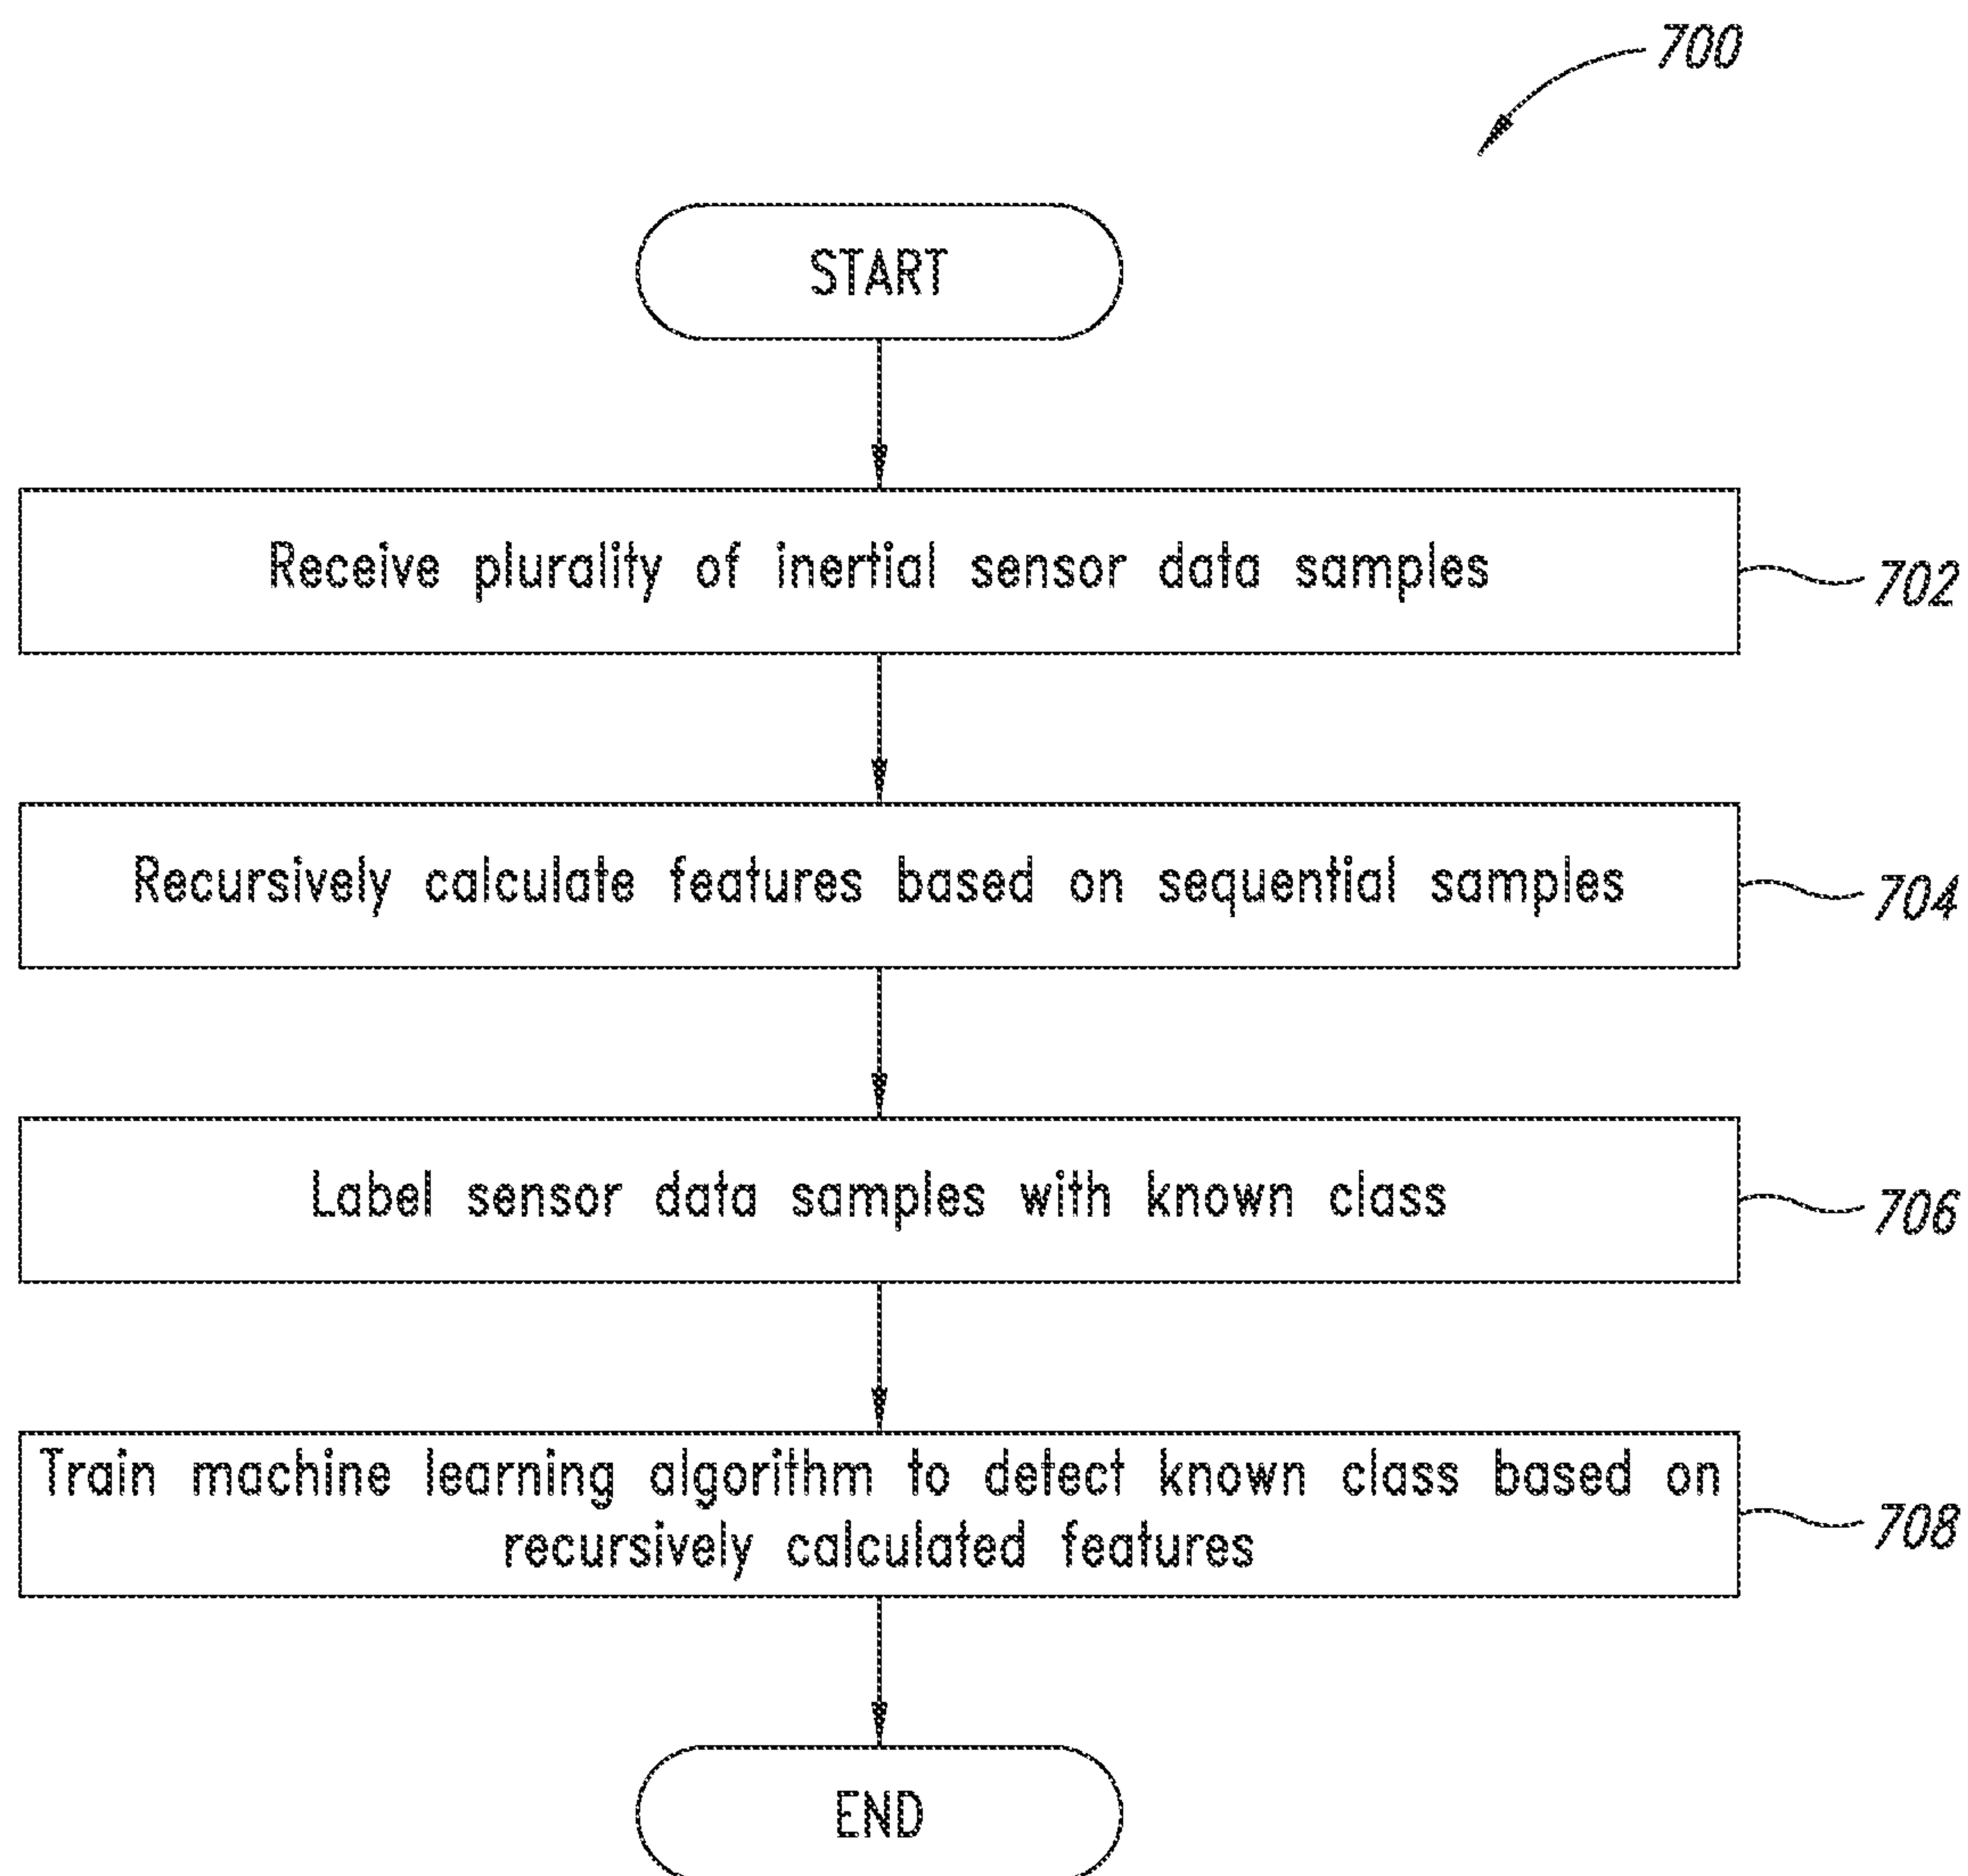 700
START
Receive plurality of inertial sensor data samples
702
Recursively calculate features based on sequential samples
704
Label sensor data samples with known class
706
Train machine learning algorithm to detect known class based on
recursively calculated features
708
END